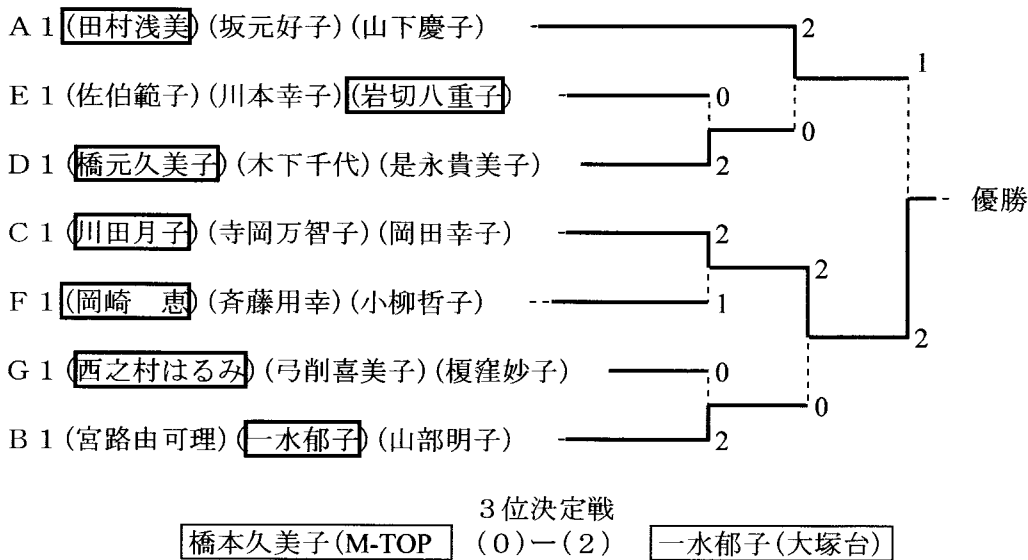 A 1 (田村浅美) (坂元好子) (山下慶子) 2
1
E 1 (佐伯範子) (川本幸子) (岩切八重子) 0
0
D 1 (橋元久美子) (木下千代) (是永貴美子) 2
優勝
C 1 (川田月子) (寺岡万智子) (岡田幸子) 2
2
F 1 (岡崎 恵) (斉藤用幸) (小柳哲子) 1
2
G 1 (西之村はるみ) (弓削喜美子) (榎窪妙子) 0
0
B 1 (宮路由可理) (一水郁子) (山部明子) 2
3位決定戦
橋本久美子(M-TOP (0)ー(2) 一水郁子(大塚台)